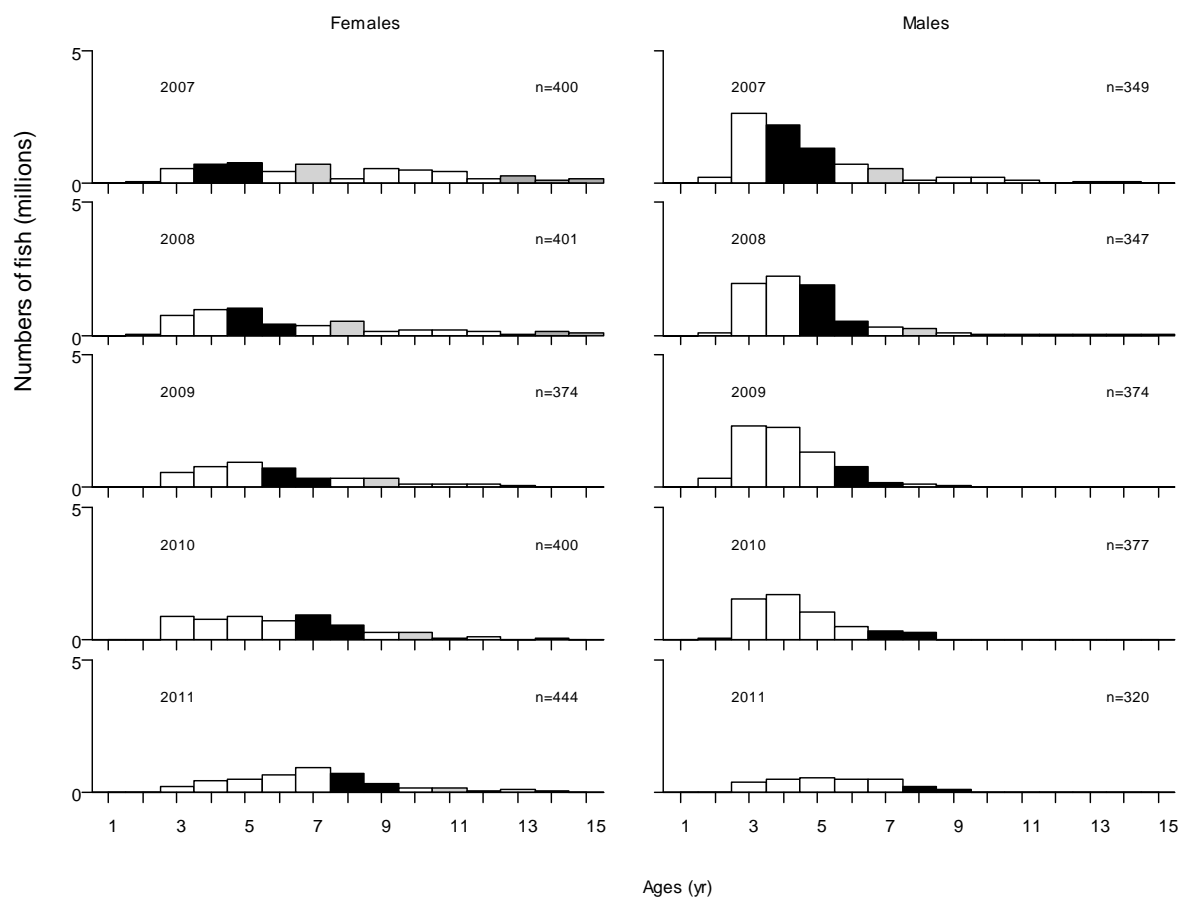 Females Males
5
2007 n=400 2007 n=349
0
5
2008 n=401 2008 n=347
0
5
2009 n=374 2009 n=374
0
5
2010 n=400 2010 n=377
0
5
2011 n=444 2011 n=320
0
1 3 5 7 9 11 13 15 1 3 5 7 9 11 13 15
Numbers of fish (millions)
Ages (yr)